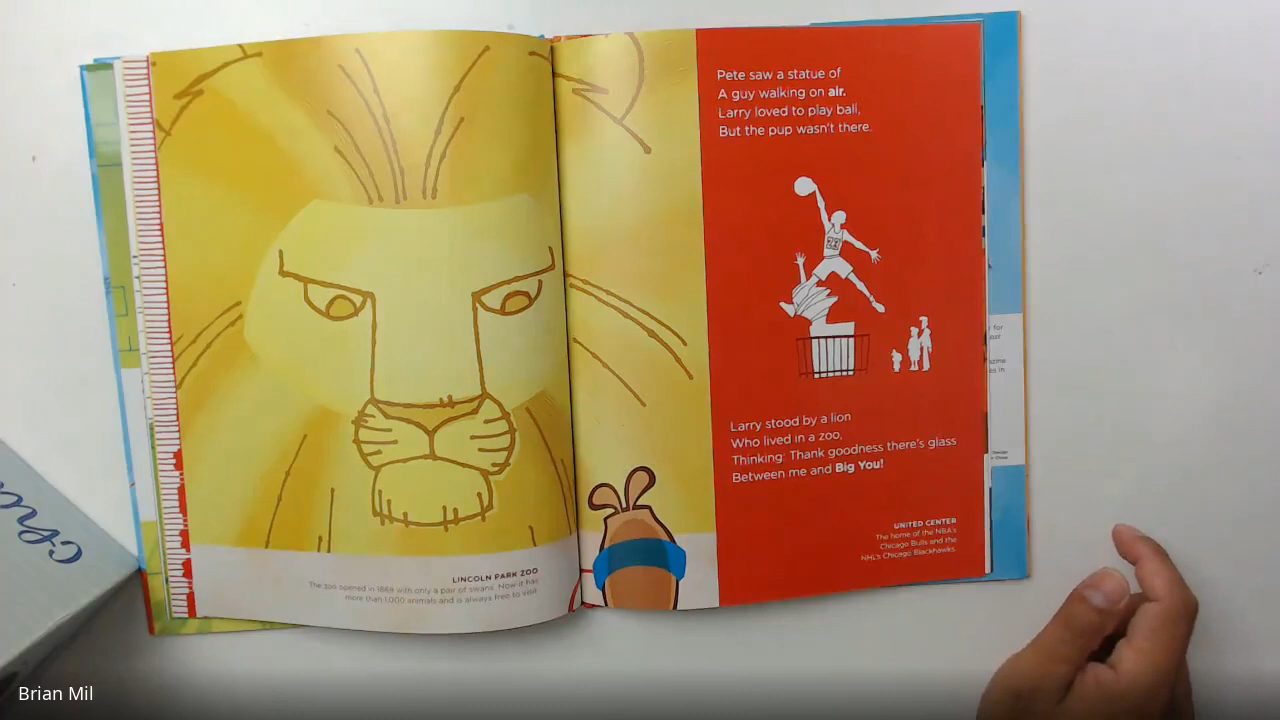 LINCOLN PARK ZOO
The zoo opened in 1868 with only a pair of swans. Now it has
more than 1,000 animals and is always free to visit.
Pete saw a statue of
A guy walking on air.
Larry loved to play ball,
But the pup wasn't there.
23
Larry stood by a lion
Who lived in a zoo,
Thinking: Thank goodness there's glass
Between me and Big You!
UNITED CENTER
The home of the NBA's
Chicago Bulls and the
NHL's Chicago Blackhawks.
for
Brian Mil